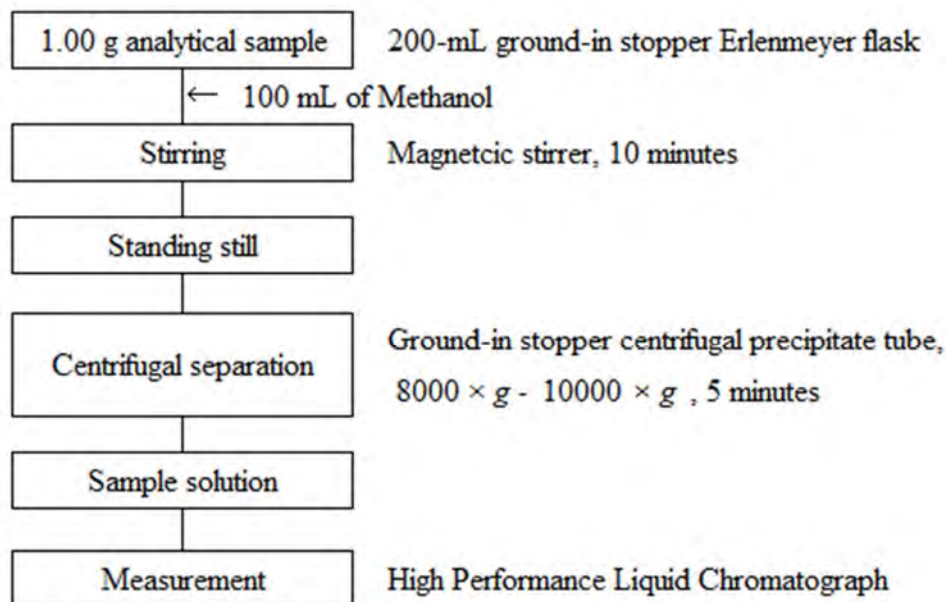 1.00 g analytical sample 200-mL ground-in stopper Erlenmeyer flask
← 100 mL of Methanol
Stirring Magnetcic stirrer, 10 minutes
Standing still
Centrifugal separation Ground-in stopper centrifugal precipitate tube,
8000 × g - 10000 × g , 5 minutes
Sample solution
Measurement High Performance Liquid Chromatograph